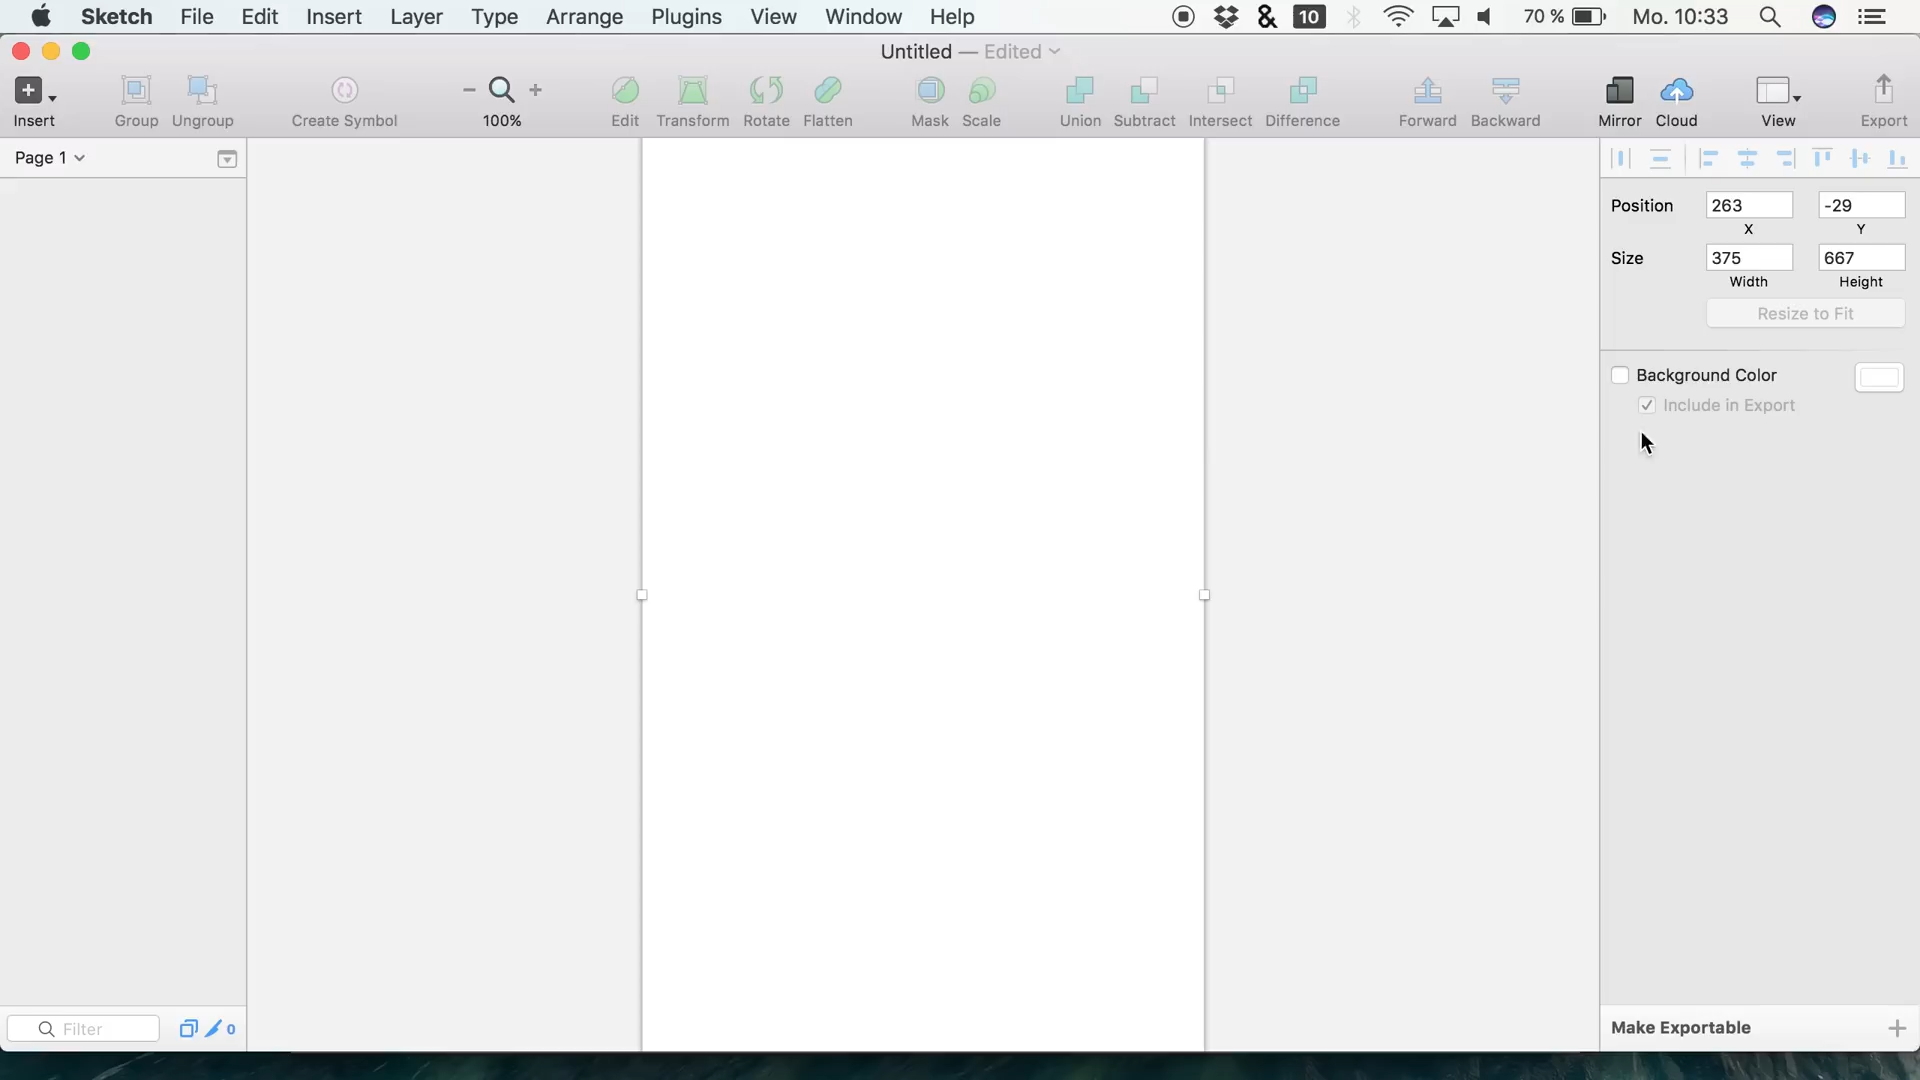 Sketch File Edit Insert Layer Type Arrange Plugins View Window Help 10 70 % Mo. 10:33
Untitled — Edited
Insert Group Ungroup Create Symbol 100% Edit Transform Rotate Flatten Mask Scale Union Subtract Intersect Difference Forward Backward Mirror Cloud View Export
Page 1
Position 263 -29
X Y
Size 375 667
Width Height
Resize to Fit
Background Color
Include in Export
Filter 0
Make Exportable